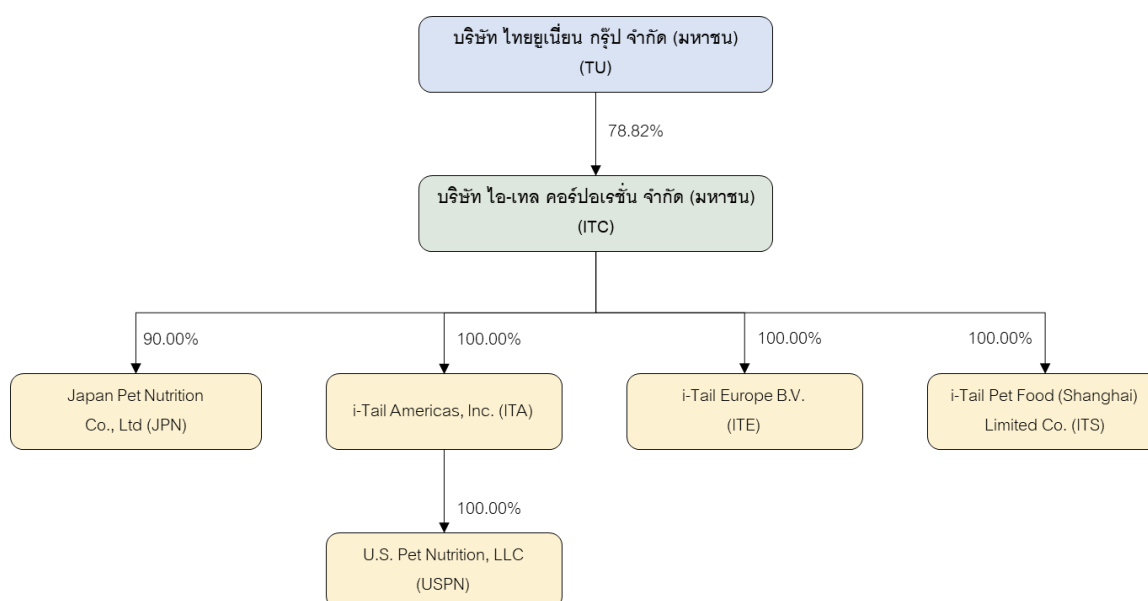 บริษัท ไทยยูเนี่ยน กรุ๊ป จำกัด (มหาชน)
(TU)
78.82%
บริษัท ไอ-เทล คอร์ปอเรชั่น จำกัด (มหาชน)
(ITC)
90.00%
100.00%
100.00%
100.00%
Japan Pet Nutrition
Co., Ltd (JPN)
i-Tail Americas, Inc. (ITA)
i-Tail Europe B.V.
(ITE)
i-Tail Pet Food (Shanghai)
Limited Co. (ITS)
100.00%
U.S. Pet Nutrition, LLC
(USPN)